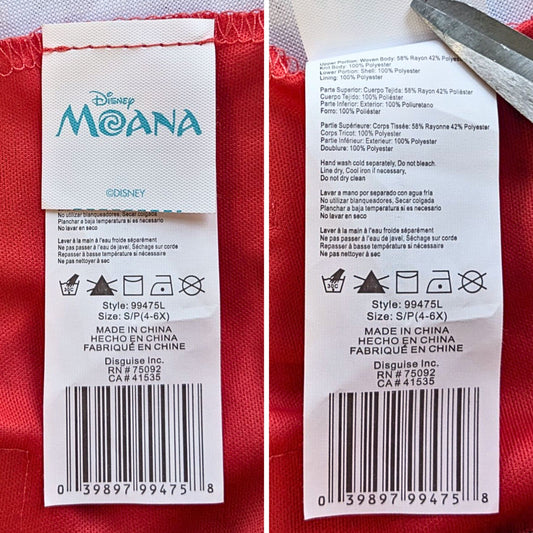 Disney
MOANA
©DISNEY
No utilizar blanqueadores, Secar colgada
Planchar a baja temperatura si es necesario
No lavar en seco
Laver à la main à l'eau froide séparément
Ne pas passer à l'eau de javel, Séchage sur corde
Repasser à basse température si nécessaire
Ne pas nettoyer à sec
Style: 99475L
Size: S/P(4-6X)
MADE IN CHINA
HECHO EN CHINA
FABRIQUÉ EN CHINE
Disguise Inc.
RN # 75092
CA # 41535
0 39897 99475 8
Upper Portion: Woven Body: 58% Rayon 42% Polyester
Knit Body: 100% Polyester
Lower Portion: Shell: 100% Polyester
Lining: 100% Polyester
Parte Superior: Cuerpo Tejida: 58% Rayon 42% Polyester
Cuerpo Tejido: 100% Poliester
Parte Inferior: Exterior: 100% Poliuretano
Forro: 100% Poliester
Parte Supérieure: Corps Tissée: 58% Rayonne 42% Polyester
Corps Tricot: 100% Polyester
Partie Inférieur: Extérieur: 100% Polyester
Doublure: 100% Polyester
Hand wash cold separately, Do not bleach.
Line dry, Cool iron if necessary,
Do not dry clean
Lavar a mano por separado con agua fria
No utilizar blanqueadores, Secar colgada
Planchar a baja temperatura si es necesario
No lavar en seco
Laver à la main à l'eau froide séparément
Ne pas passer à l'eau de javel, Séchage sur corde
Repasser à basse température si nécessaire
Ne pas nettoyer à sec
Style: 99475L
Size: S/P(4-6X)
MADE IN CHINA
HECHO EN CHINA
FABRIQUÉ EN CHINE
Disguise Inc.
RN # 75092
CA # 41535
0 39897 99475 8